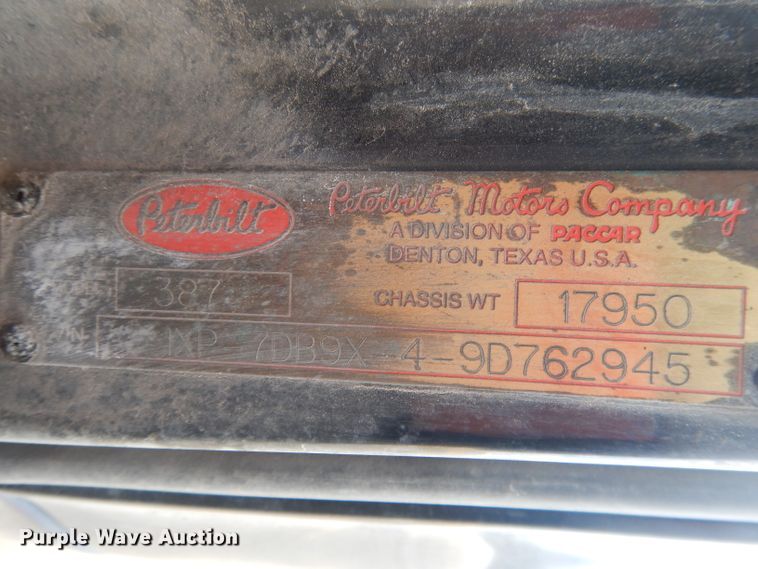 Peterbilt
Peterbilt Motors Company
A DIVISION OF PACCAR
DENTON, TEXAS U.S.A.
387
CHASSIS WT 17950
1XP-7DB9X-4-9D762945
Purple Wave Auction